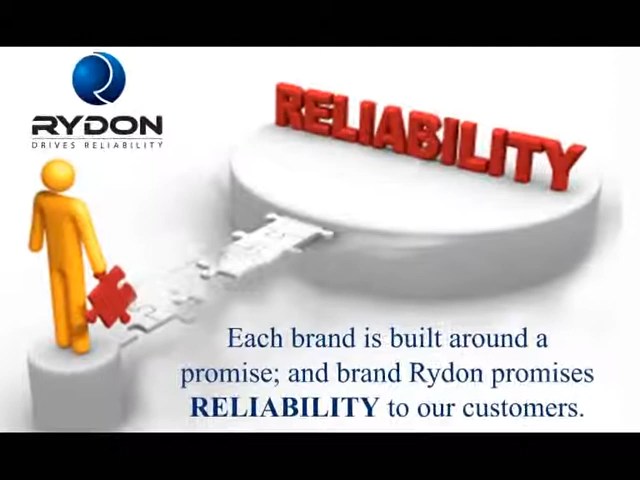 RYDON
DRIVES RELIABILITY
RELIABILITY
Each brand is built around a
promise; and brand Rydon promises
RELIABILITY to our customers.